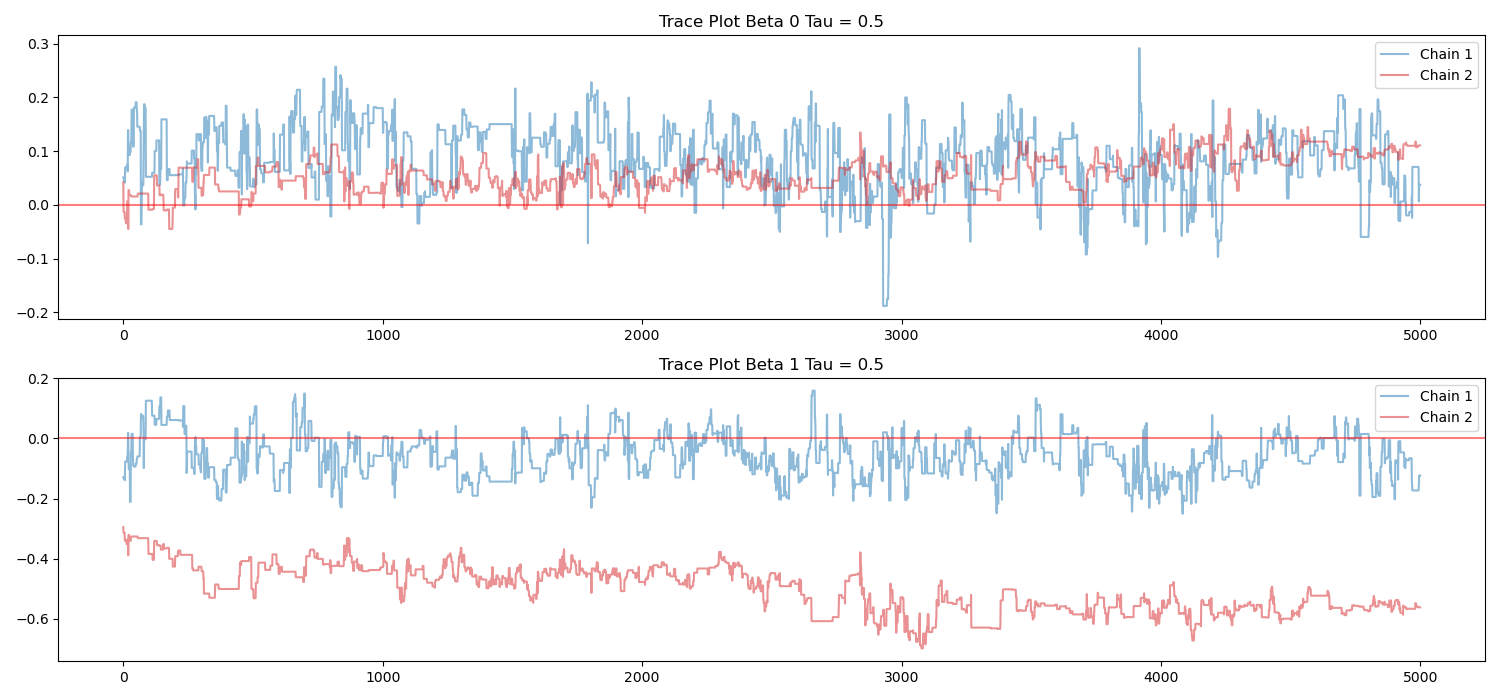 Trace Plot Beta 0 Tau = 0.5
0.3
0.2
0.1
0.0
−0.1
−0.2
Chain 1
Chain 2
0 1000 2000 3000 4000 5000
Trace Plot Beta 1 Tau = 0.5
0.2
0.0
−0.2
−0.4
−0.6
Chain 1
Chain 2
0 1000 2000 3000 4000 5000